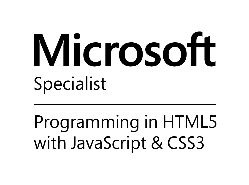 Microsoft
Specialist
Programming in HTML5
with JavaScript & CSS3